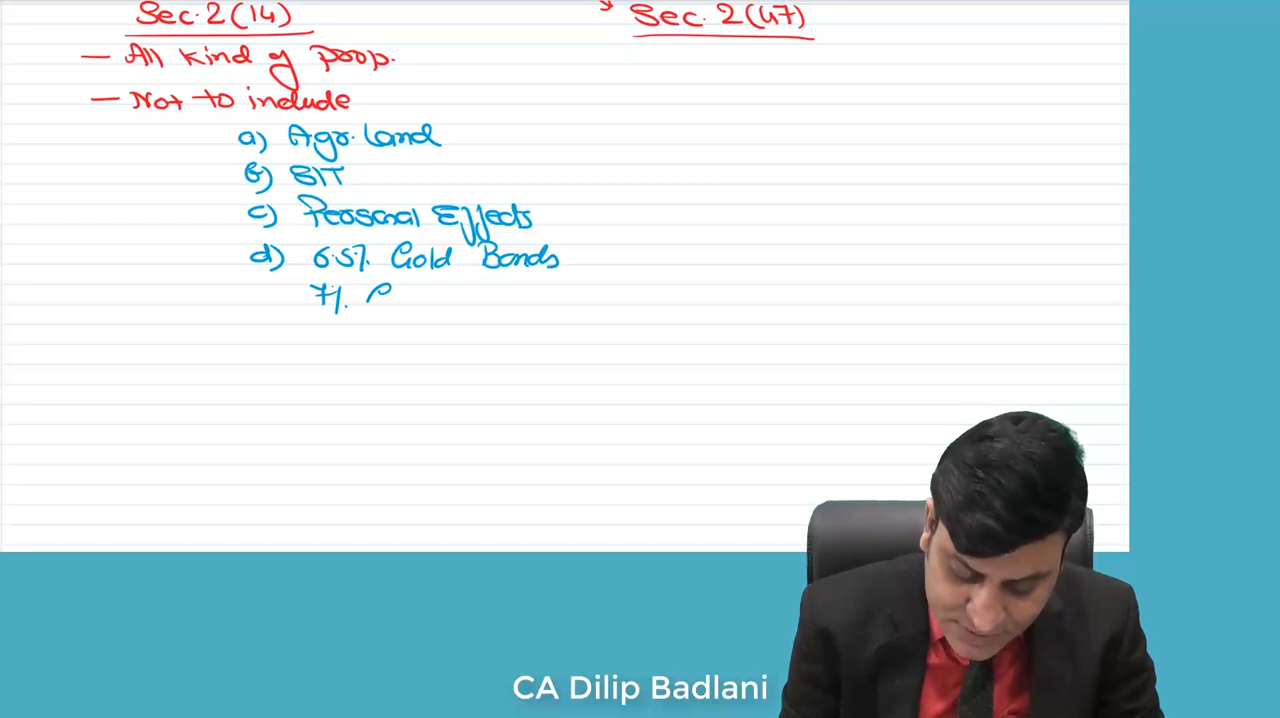 Sec. 2(14)
Sec. 2(47)
— All kind of prop.
— Not to include
a) Agr. Land
b) SIT
c) Personal Effects
d) 6.5% Gold Bonds
7%.
CA Dilip Badlani